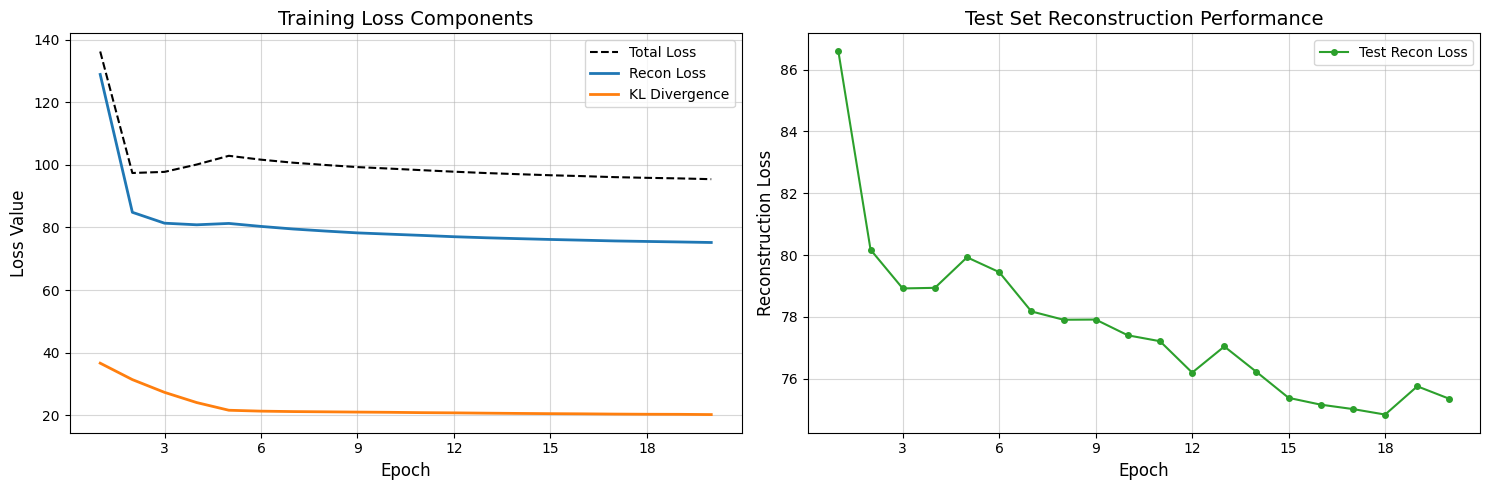 Training Loss Components
Loss Value
140
120
100
80
60
40
20
Total Loss
Recon Loss
KL Divergence
3 6 9 12 15 18
Epoch
Test Set Reconstruction Performance
Reconstruction Loss
86
84
82
80
78
76
Test Recon Loss
3 6 9 12 15 18
Epoch